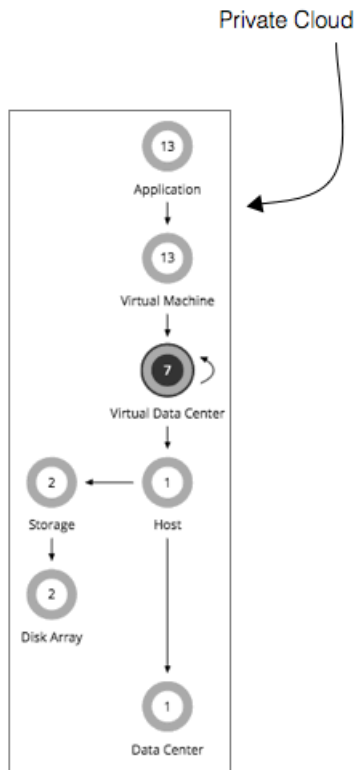 Private Cloud
13
Application
13
Virtual Machine
7
Virtual Data Center
2
1
Storage
Host
2
Disk Array
1
Data Center